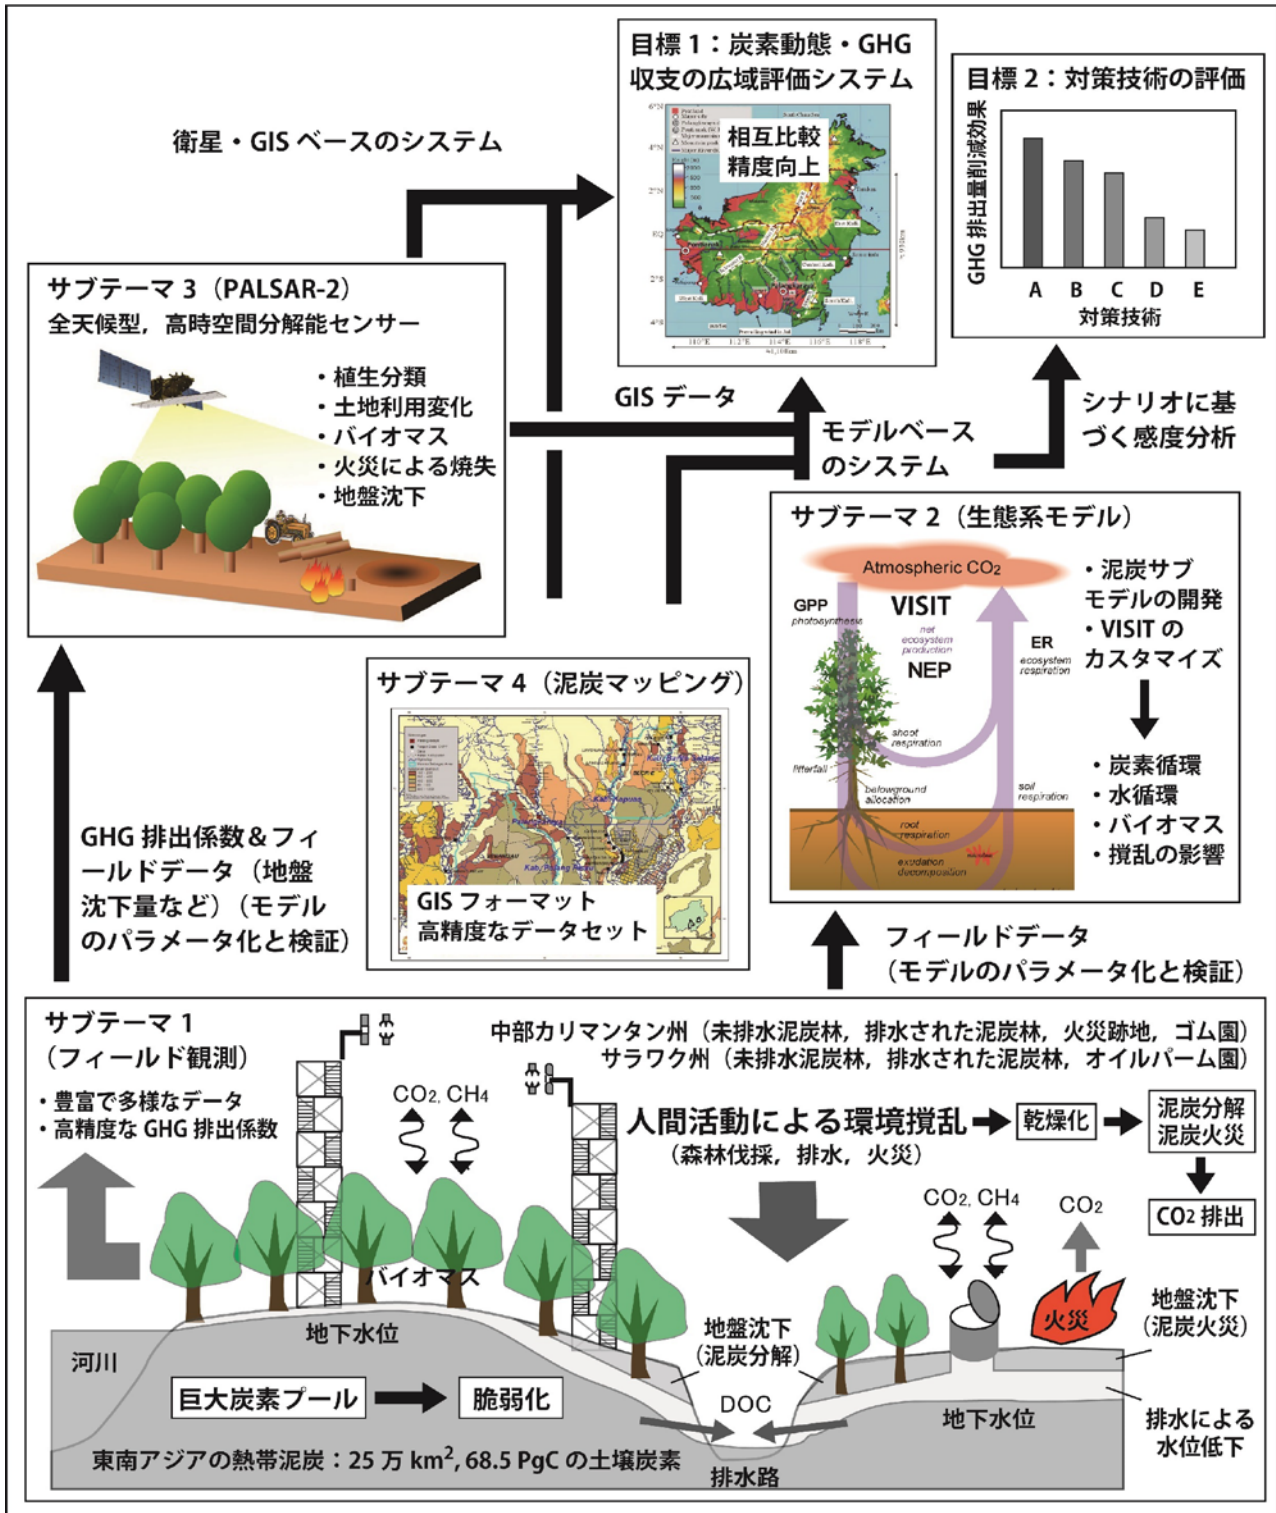 目標 1：炭素動態・GHG
収支の広域評価システム
相互比較
精度向上
6°N
4°N
2°N
EQ
2°S
4°S
110°E
112°E
114°E
116°E
118°E
目標 2：対策技術の評価
GHG 排出量削減効果
A
B
C
D
E
対策技術
衛星・GIS ベースのシステム
サブテーマ 3（PALSAR-2）
全天候型，高時空間分解能センサー
・植生分類
・土地利用変化
・バイオマス
・火災による焼失
・地盤沈下
GIS データ
モデルベース
のシステム
シナリオに基
づく感度分析
サブテーマ 2（生態系モデル）
Atmospheric CO2
GPP
photosynthesis
VISIT
net
ecosystem
production
NEP
ER
ecosystem
respiration
shoot
respiration
litterfall
belowground
allocation
soil
respiration
root
respiration
exudation
decomposition
・泥炭サブ
モデルの開発
・VISIT の
カスタマイズ
・炭素循環
・水循環
・バイオマス
・撹乱の影響
サブテーマ 4（泥炭マッピング）
GIS フォーマット
高精度なデータセット
GHG 排出係数＆フィ
ールドデータ（地盤
沈下量など）（モデル
のパラメータ化と検証）
フィールドデータ
（モデルのパラメータ化と検証）
サブテーマ 1
（フィールド観測）
・豊富で多様なデータ
・高精度な GHG 排出係数
中部カリマンタン州（未排水泥炭林，排水された泥炭林，火災跡地，ゴム園）
サラワク州（未排水泥炭林，排水された泥炭林，オイルパーム園）
CO2, CH4
人間活動による環境撹乱
（森林伐採，排水，火災）
乾燥化
泥炭分解
泥炭火災
CO2 排出
CO2, CH4
CO2
バイオマス
火災
地盤沈下
（泥炭火災）
地下水位
地盤沈下
（泥炭分解）
河川
巨大炭素プール
脆弱化
DOC
地下水位
排水による
水位低下
東南アジアの熱帯泥炭：25 万 km2, 68.5 PgC の土壌炭素
排水路